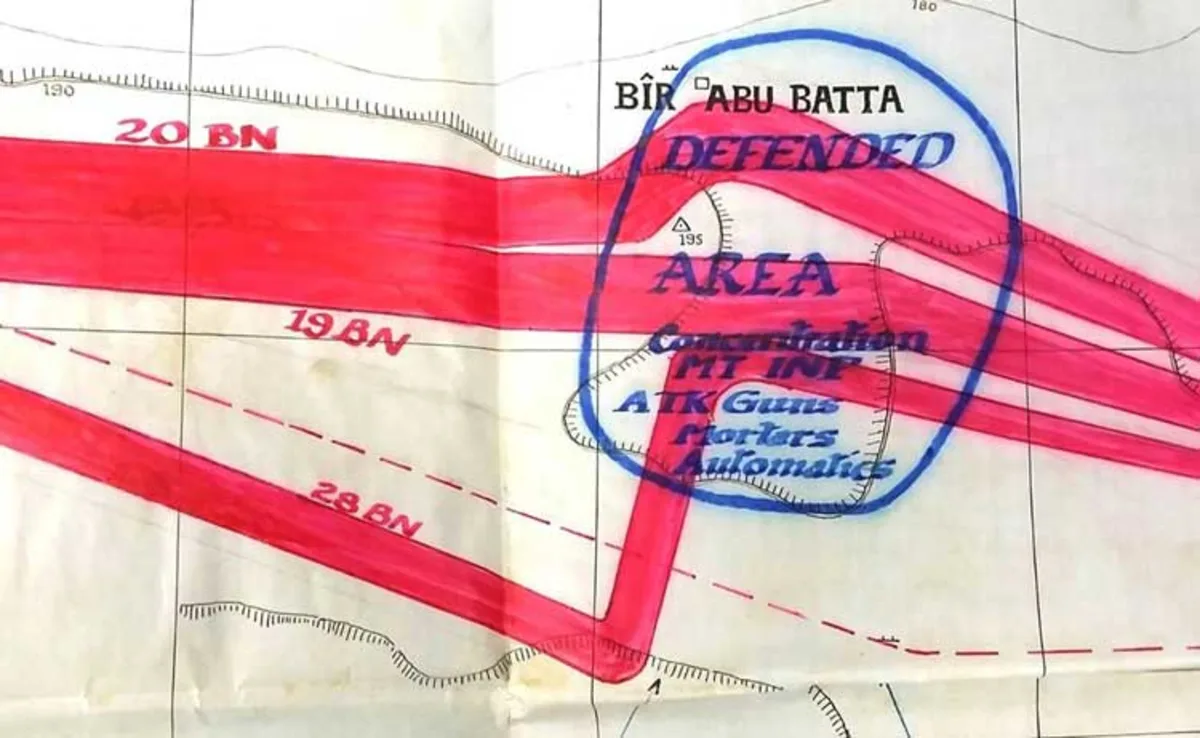 180
190
BÎR ABU BATTA
20 BN
DEFENDED
195
AREA
19 BN
Concentration
MT INF
ATK Guns
Morters
Automatics
28 BN